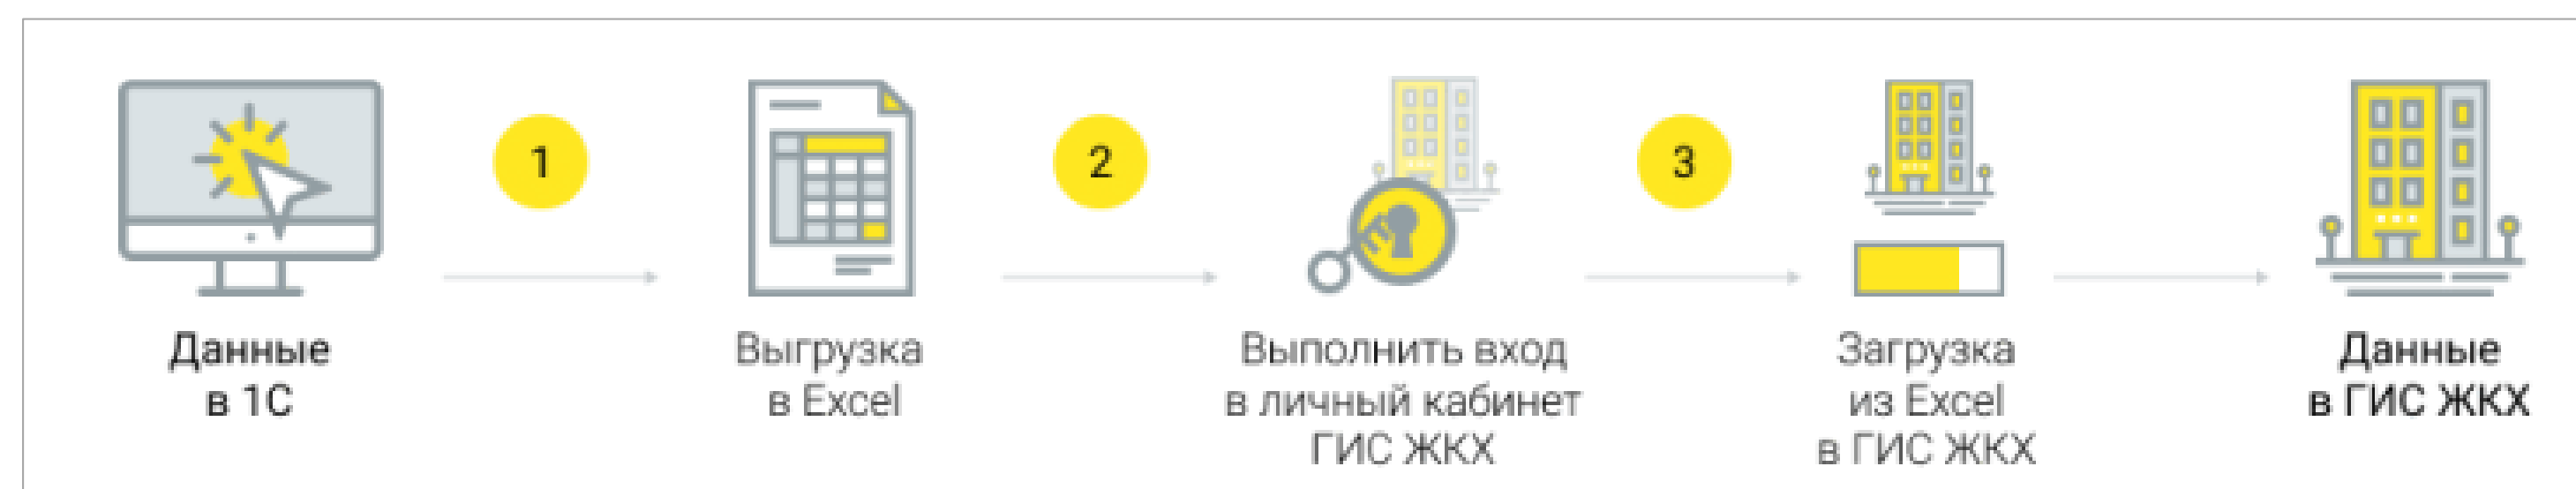 1
2
3
Данные
в 1С
Выгрузка
в Excel
Выполнить вход
в личный кабинет
ГИС ЖКХ
Загрузка
из Excel
в ГИС ЖКХ
Данные
в ГИС ЖКХ